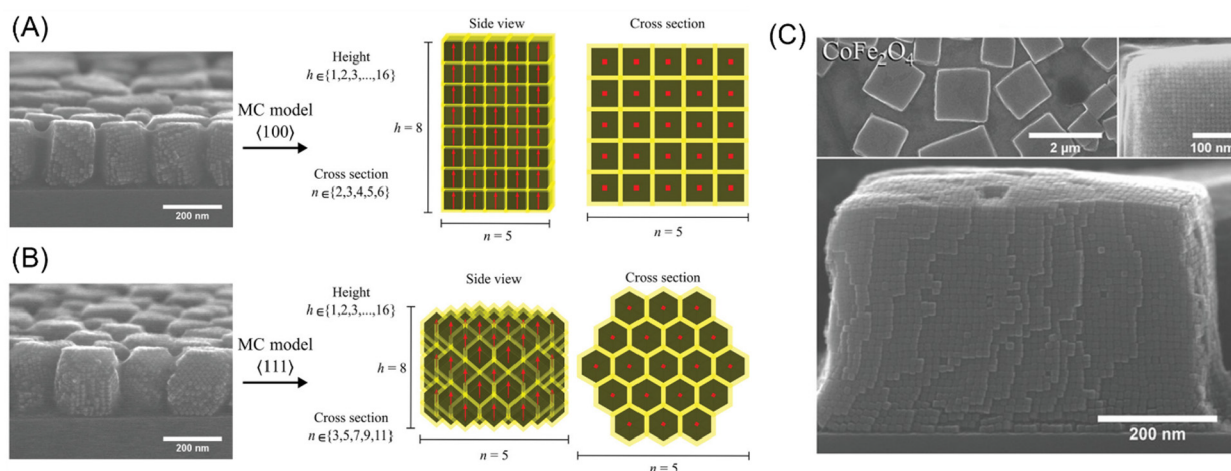 (A)
Side view
Cross section
Height
h ∈{1,2,3,...,16}
MC model
⟨100⟩
h = 8
Cross section
n ∈{2,3,4,5,6}
200 nm
n = 5
n = 5
(B)
Side view
Cross section
Height
h ∈{1,2,3,...,16}
MC model
⟨111⟩
h = 8
Cross section
n ∈{3,5,7,9,11}
200 nm
n = 5
n = 5
(C)
CoFe₂O₄
2 μm
100 nm
200 nm